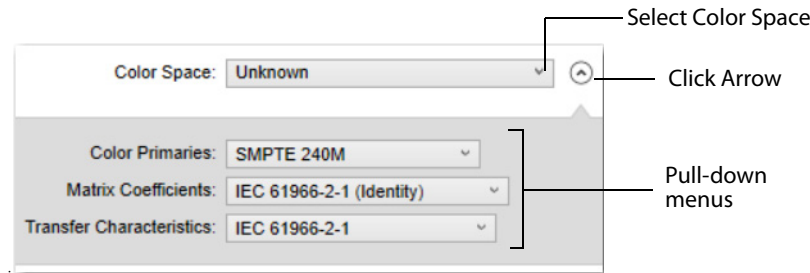 Select Color Space
Color Space: Unknown
Click Arrow
Color Primaries: SMPTE 240M
Matrix Coefficients: IEC 61966-2-1 (Identity)
Transfer Characteristics: IEC 61966-2-1
Pull-down
menus